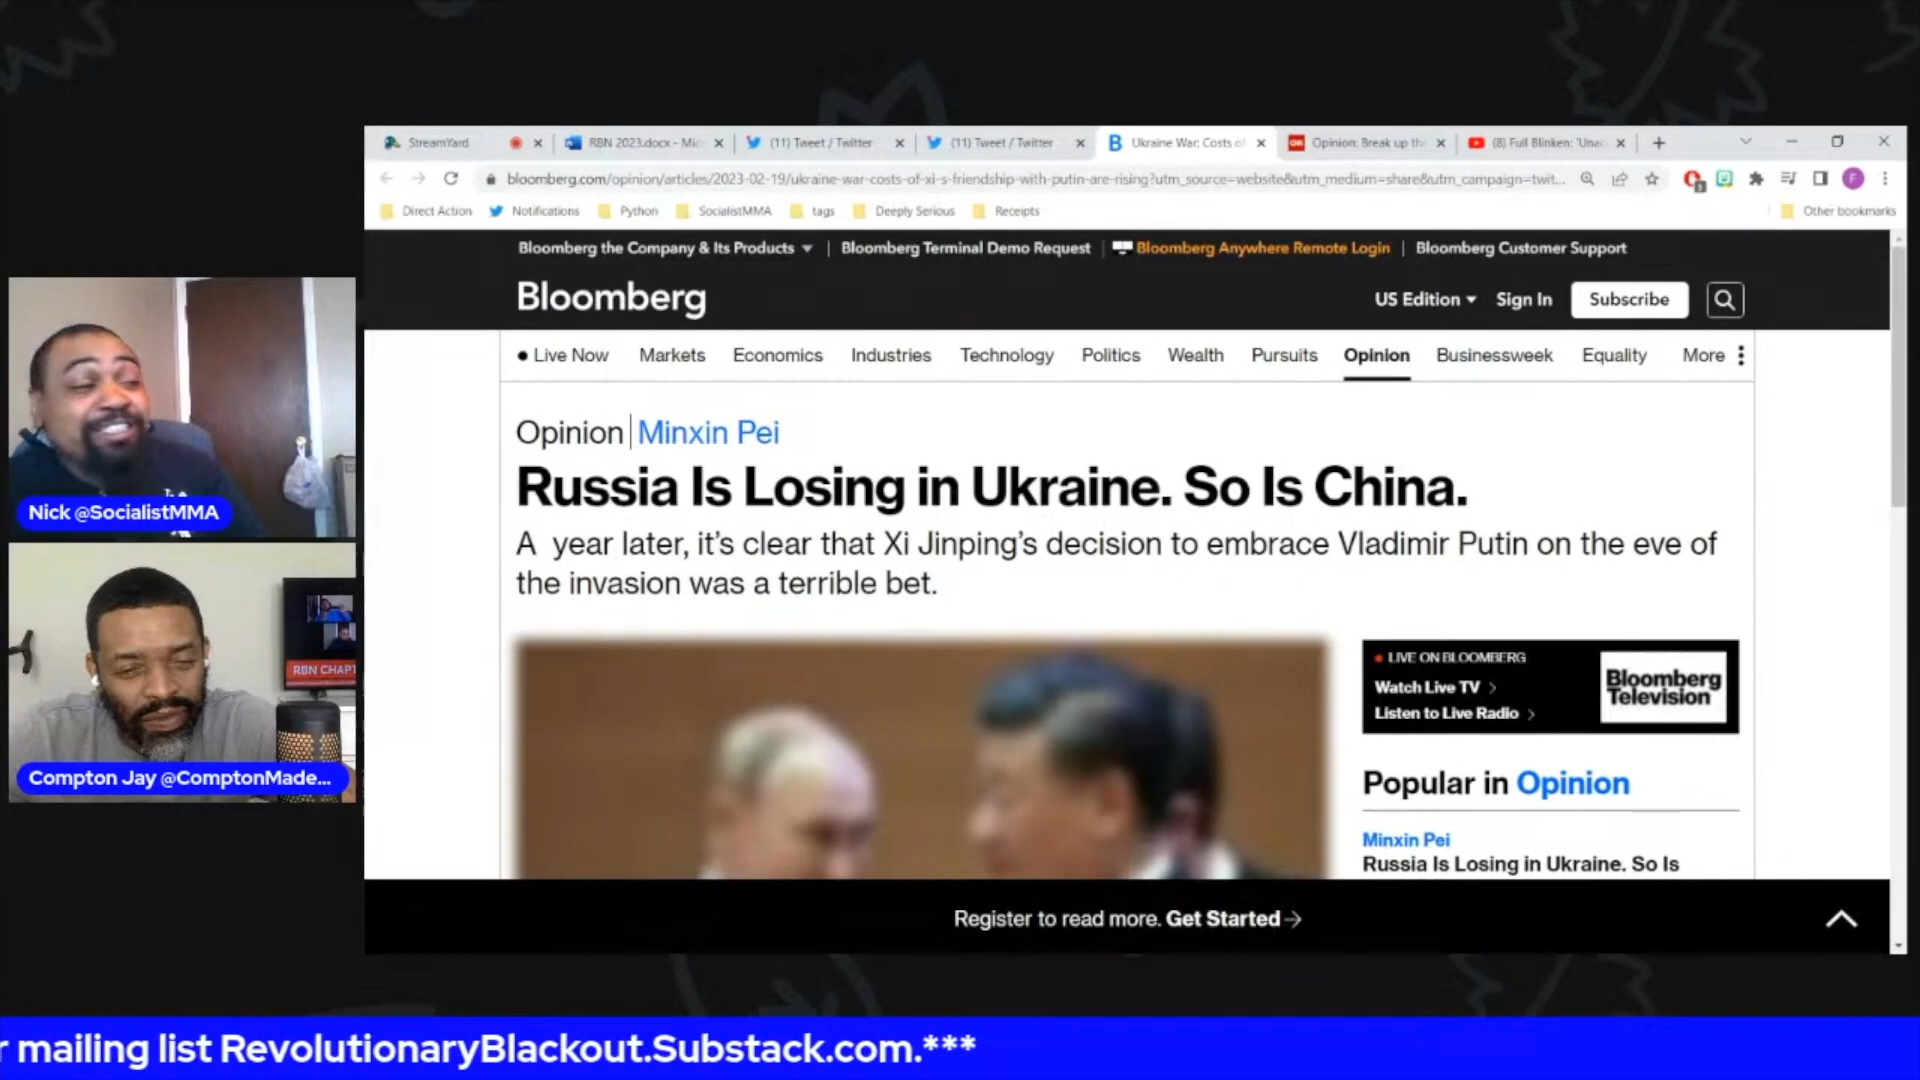 StreamYard
RBN 2023.docx - Mic
(11) Tweet / Twitter
(11) Tweet / Twitter
Ukraine War: Costs of
Opinion: Break up th
(8) Full Blinken: 'Unac
bloomberg.com/opinion/articles/2023-02-19/ukraine-war-costs-of-xi-s-friendship-with-putin-are-rising?utm_source=website&utm_medium=share&utm_campaign=twit...
Direct Action
Notifications
Python
SocialistMMA
tags
Deeply Serious
Receipts
Other bookmarks
Bloomberg the Company & Its Products
Bloomberg Terminal Demo Request
Bloomberg Anywhere Remote Login
Bloomberg Customer Support
Bloomberg
US Edition
Sign In
Subscribe
Live Now
Markets
Economics
Industries
Technology
Politics
Wealth
Pursuits
Opinion
Businessweek
Equality
More
Opinion | Minxin Pei
Russia Is Losing in Ukraine. So Is China.
A year later, it's clear that Xi Jinping's decision to embrace Vladimir Putin on the eve of
the invasion was a terrible bet.
LIVE ON BLOOMBERG
Watch Live TV
Listen to Live Radio
Bloomberg
Television
Popular in Opinion
Minxin Pei
Russia Is Losing in Ukraine. So Is
Register to read more. Get Started
Nick @SocialistMMA
RBN CHAPT
Compton Jay @ComptonMade...
r mailing list RevolutionaryBlackout.Substack.com.***